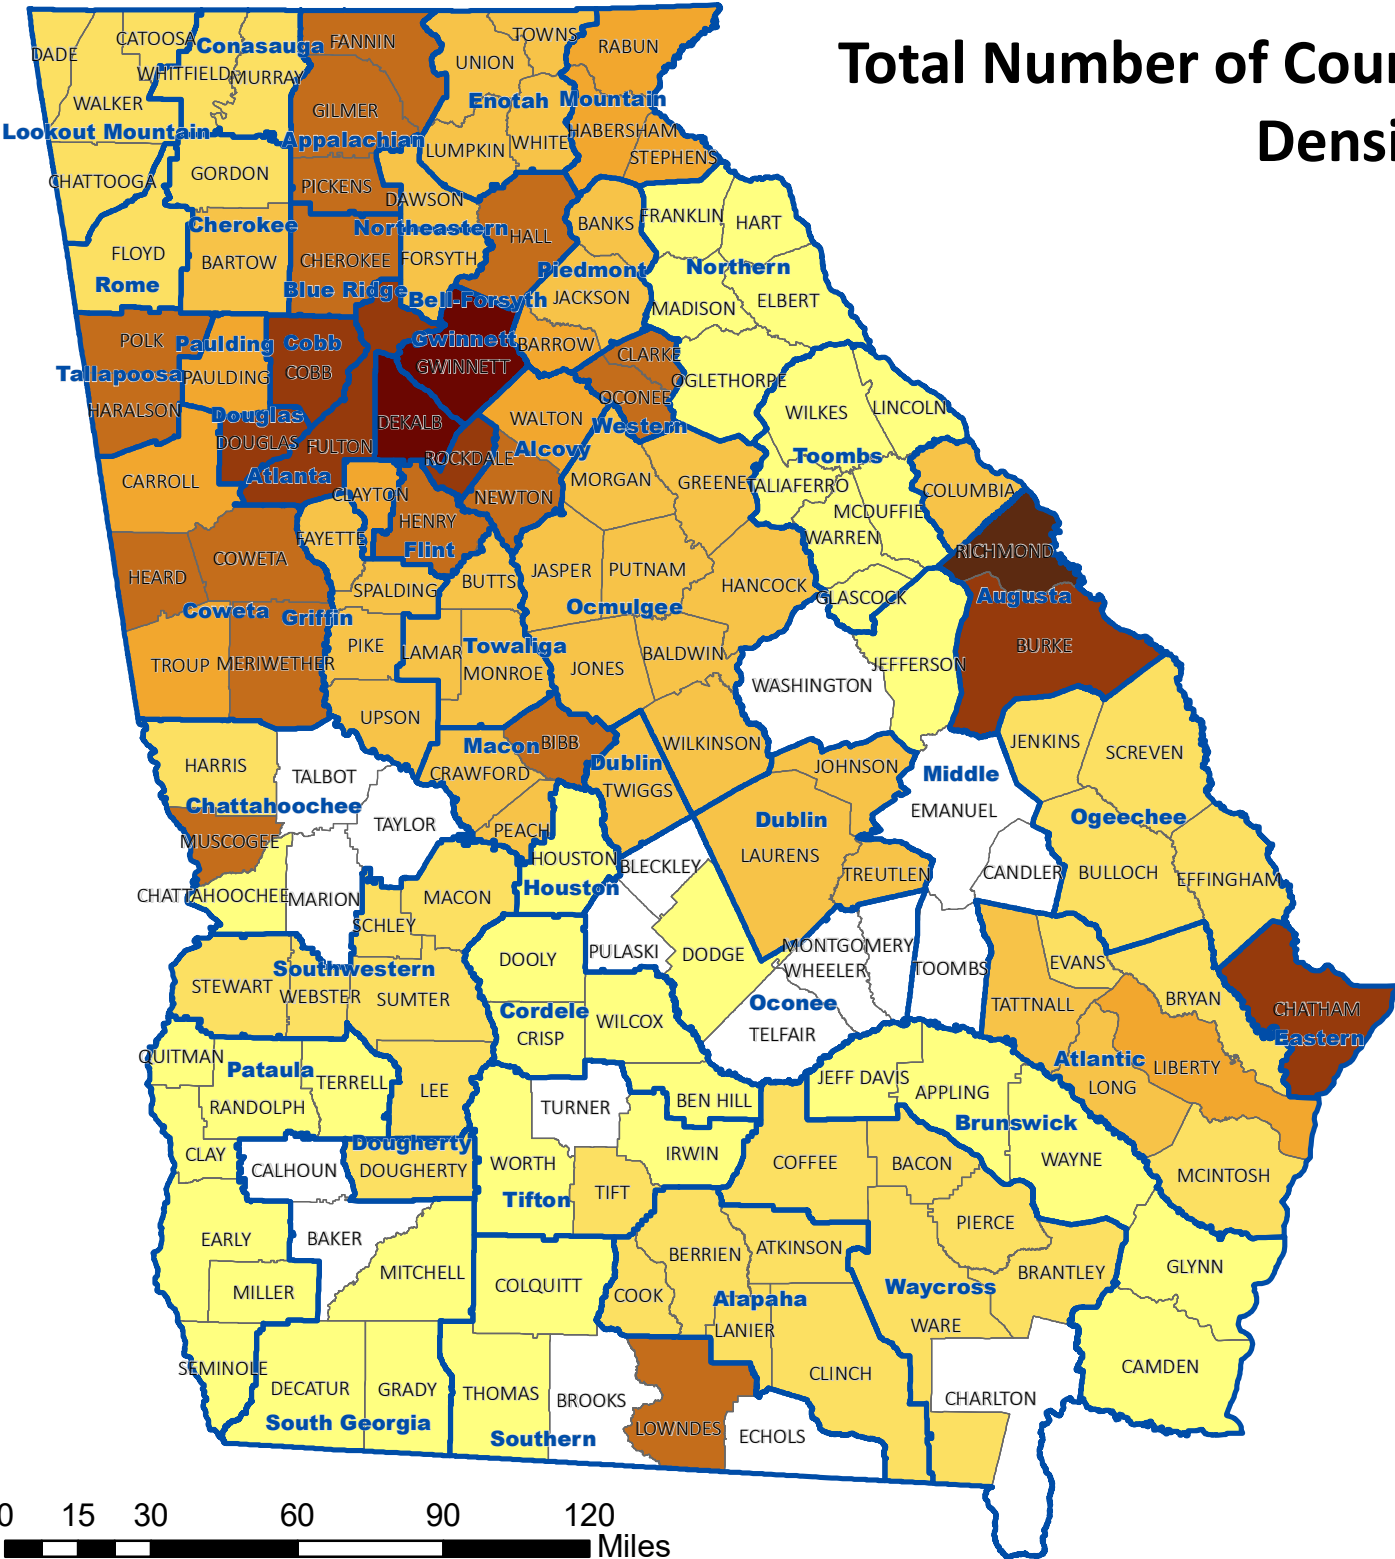 Total Number of Cour
Densi
DADE
CATOOSA
Conasauga
FANNIN
TOWNS
RABUN
UNION
WHITFIELD
MURRAY
WALKER
GILMER
Enotah
Mountain
Lookout Mountain
Appalachian
LUMPKIN
WHITE
HABERSHAM
STEPHENS
CHATTOOGA
GORDON
PICKENS
DAWSON
Cherokee
Northeastern
HALL
BANKS
FRANKLIN
HART
FLOYD
BARTOW
CHEROKEE
FORSYTH
Rome
Blue Ridge
Bell-Forsyth
Piedmont
JACKSON
Northern
MADISON
ELBERT
POLK
Paulding
Cobb
Gwinnett
BARROW
CLARKE
Tallapoosa
PAULDING
COBB
GWINNETT
OCONEE
OGLETHORPE
HARALSON
Douglas
DOUGLAS
FULTON
DEKALB
WALTON
Western
WILKES
LINCOLN
CARROLL
Atlanta
ROCKDALE
Alcovy
Toombs
CLAYTON
NEWTON
MORGAN
GREENE
TALIAFERRO
COLUMBIA
HENRY
MCDUFFIE
FAYETTE
Flint
WARREN
RICHMOND
COWETA
HEARD
SPALDING
BUTTS
JASPER
PUTNAM
HANCOCK
GLASCOCK
Augusta
Coweta
Griffin
Ocmulgee
BURKE
PIKE
LAMAR
Towaliga
MONROE
JONES
BALDWIN
JEFFERSON
TROUP
MERIWETHER
WASHINGTON
UPSON
HARRIS
TALBOT
Macon
BIBB
WILKINSON
JENKINS
SCREVEN
CRAWFORD
Dublin
TWIGGS
JOHNSON
Middle
Chattahoochee
TAYLOR
PEACH
Dublin
EMANUEL
Ogeechee
MUSCOGEE
HOUSTON
BLECKLEY
LAURENS
TREUTLEN
CANDLER
BULLOCH
EFFINGHAM
CHATTAHOOCHEE
MARION
MACON
Houston
SCHLEY
DOOLY
PULASKI
DODGE
MONTGOMERY
WHEELER
TOOMBS
EVANS
STEWART
Southwestern
WEBSTER
SUMTER
Cordele
CRISP
WILCOX
Oconee
TELFAIR
TATTNALL
BRYAN
CHATHAM
Eastern
QUITMAN
Pataula
TERRELL
LEE
Atlantic
LIBERTY
LONG
RANDOLPH
TURNER
BEN HILL
JEFF DAVIS
APPLING
Brunswick
CLAY
CALHOUN
Dougherty
DOUGHERTY
WORTH
IRWIN
COFFEE
BACON
WAYNE
MCINTOSH
Tifton
TIFT
EARLY
BAKER
PIERCE
MITCHELL
BERRIEN
ATKINSON
GLYNN
MILLER
COLQUITT
COOK
Alapaha
Waycross
BRANTLEY
LANIER
WARE
SEMINOLE
DECATUR
GRADY
THOMAS
BROOKS
CLINCH
CAMDEN
CHARLTON
South Georgia
Southern
LOWNDES
ECHOLS
0 15 30 60 90 120
Miles